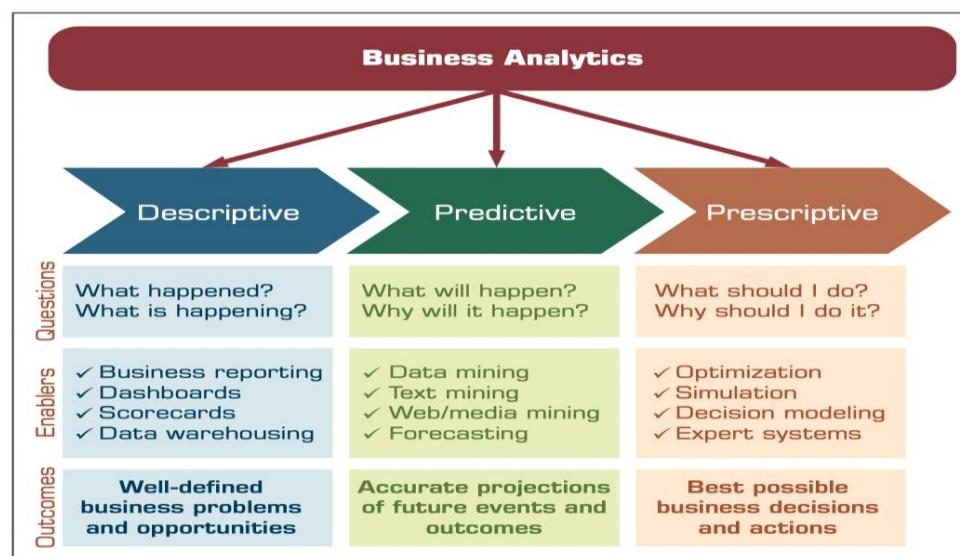 Business Analytics
Descriptive
Predictive
Prescriptive
Questions
What happened?
What is happening?
What will happen?
Why will it happen?
What should I do?
Why should I do it?
Enablers
✓ Business reporting
✓ Dashboards
✓ Scorecards
✓ Data warehousing
✓ Data mining
✓ Text mining
✓ Web/media mining
✓ Forecasting
✓ Optimization
✓ Simulation
✓ Decision modeling
✓ Expert systems
Outcomes
Well-defined
business problems
and opportunities
Accurate projections
of future events and
outcomes
Best possible
business decisions
and actions